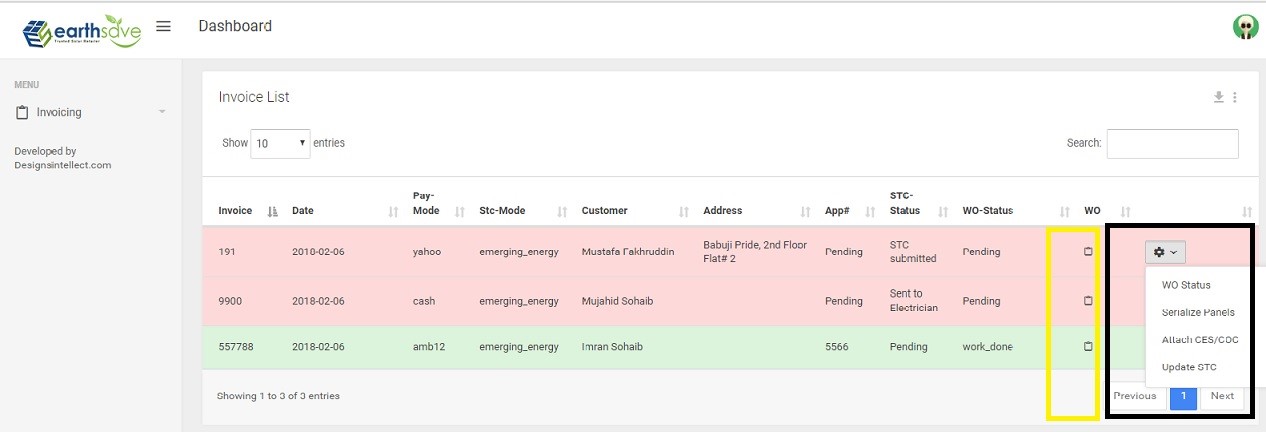 earthsave
Trusted Solar Retailer
Dashboard
MENU
Invoicing
Developed by
Designsintellect.com
Invoice List
Show 10 entries
Search:
Invoice Date Pay-Mode Stc-Mode Customer Address App# STC-Status WO-Status WO
191 2018-02-06 yahoo emerging_energy Mustafa Fakhruddin Babuji Pride, 2nd Floor Pending STC Pending
Flat# 2 submitted
WO Status
9900 2018-02-06 cash emerging_energy Mujahid Sohaib Pending Sent to Pending
Electrician
Serialize Panels
Attach CES/COC
557788 2018-02-06 amb12 emerging_energy Imran Sohaib 5566 Pending work_done
Update STC
Showing 1 to 3 of 3 entries
Previous 1 Next